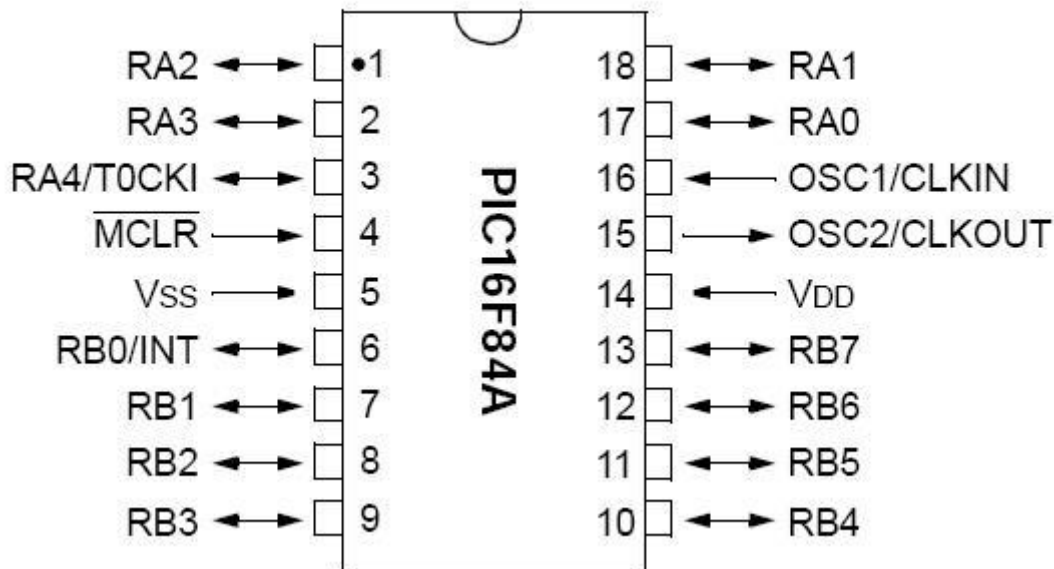 RA2 1 18 RA1
RA3 2 17 RA0
RA4/T0CKI 3 16 OSC1/CLKIN
MCLR 4 15 OSC2/CLKOUT
VSS 5 14 VDD
RB0/INT 6 13 RB7
RB1 7 12 RB6
RB2 8 11 RB5
RB3 9 10 RB4
PIC16F84A